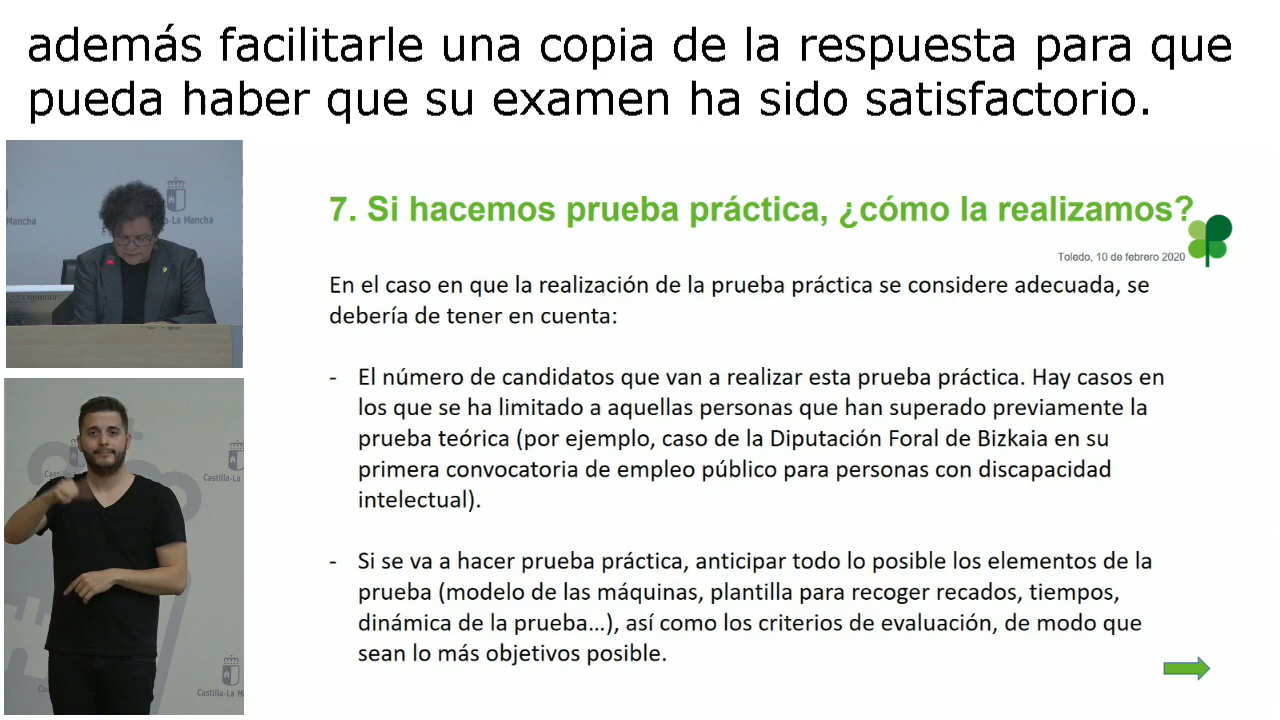 además facilitarle una copia de la respuesta para que
pueda haber que su examen ha sido satisfactorio.
Mancha
a-La Mancha
7. Si hacemos prueba práctica, ¿cómo la realizamos?
Toledo, 10 de febrero 2020
En el caso en que la realización de la prueba práctica se considere adecuada, se
debería de tener en cuenta:
- El número de candidatos que van a realizar esta prueba práctica. Hay casos en
los que se ha limitado a aquellas personas que han superado previamente la
prueba teórica (por ejemplo, caso de la Diputación Foral de Bizkaia en su
primera convocatoria de empleo público para personas con discapacidad
intelectual).
- Si se va a hacer prueba práctica, anticipar todo lo posible los elementos de la
prueba (modelo de las máquinas, plantilla para recoger recados, tiempos,
dinámica de la prueba...), así como los criterios de evaluación, de modo que
sean lo más objetivos posible.
Castilla-La
Castilla-La M